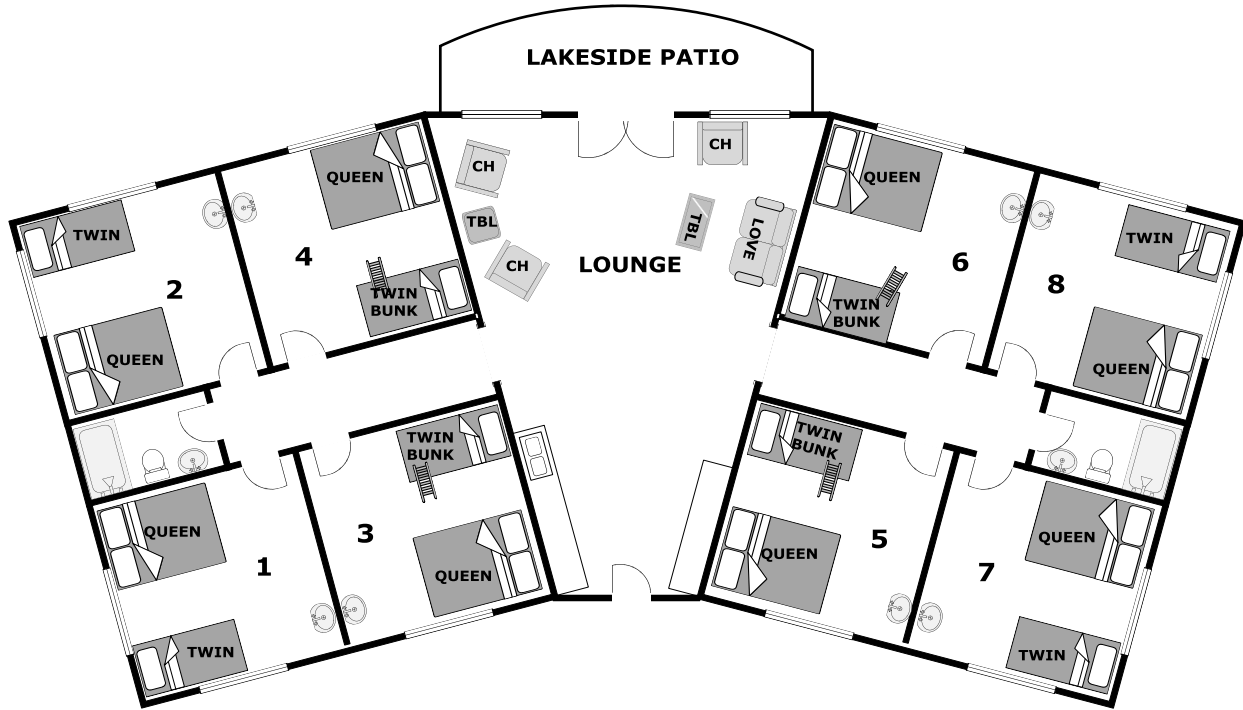 LAKESIDE PATIO
CH
QUEEN
TBL
CH
4
TWIN
BUNK
TWIN
2
QUEEN
LOUNGE
CH
TBL
LOVE
QUEEN
6
TWIN
BUNK
TWIN
8
QUEEN
QUEEN
1
TWIN
TWIN
BUNK
3
QUEEN
TWIN
BUNK
QUEEN
5
QUEEN
7
TWIN